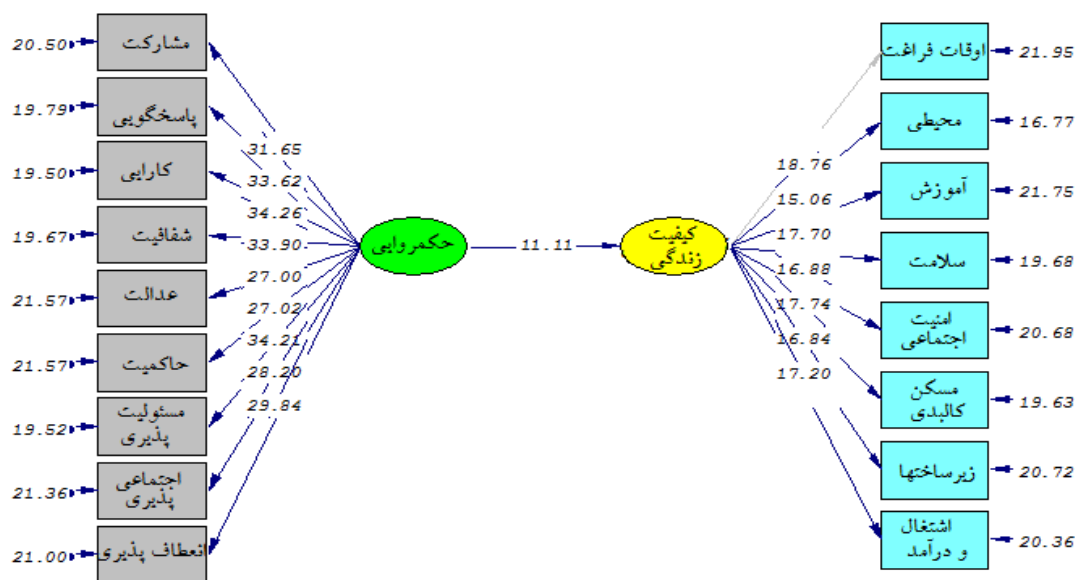 20.50
مشارکت
19.79
پاسخگویی
19.50
کارایی
19.67
شفافیت
21.57
عدالت
21.57
حاکمیت
19.52
مسئولیت
پذیری
21.36
اجتماعی
پذیری
21.00
انعطاف پذیری
31.65
33.62
34.26
33.90
27.00
27.02
34.21
28.20
29.84
حکمروایی
11.11
کیفیت
زندگی
18.76
15.06
17.70
16.88
17.74
16.84
17.20
اوقات فراغت
21.95
محیطی
16.77
آموزش
21.75
سلامت
19.68
امنیت
اجتماعی
20.68
مسکن
کالبدی
19.63
زیرساختها
20.72
اشتغال
و درآمد
20.36